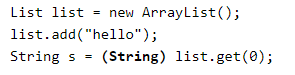 List list = new ArrayList();
list.add("hello");
String s = (String) list.get(0);